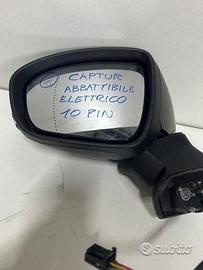 CAPTUR
ABBATTIBILE
ELETTRICO
10 PIN
subito